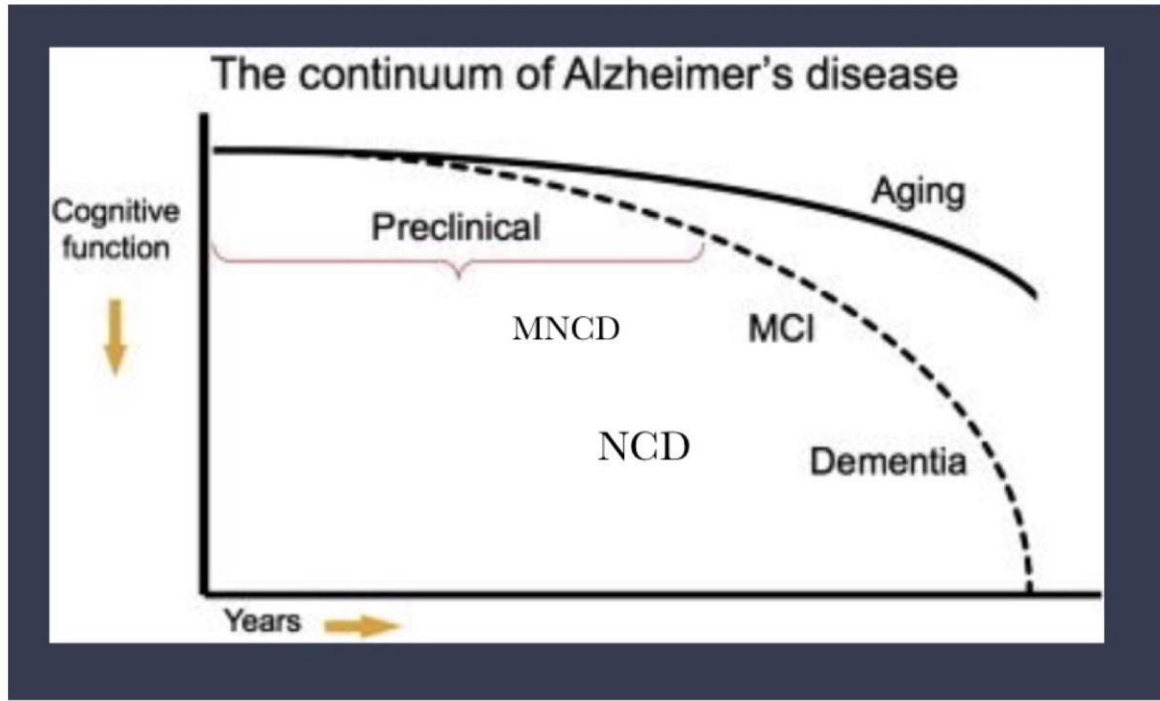 The continuum of Alzheimer's disease
Aging
Cognitive
function
Preclinical
MNCD
MCI
NCD
Dementia
Years